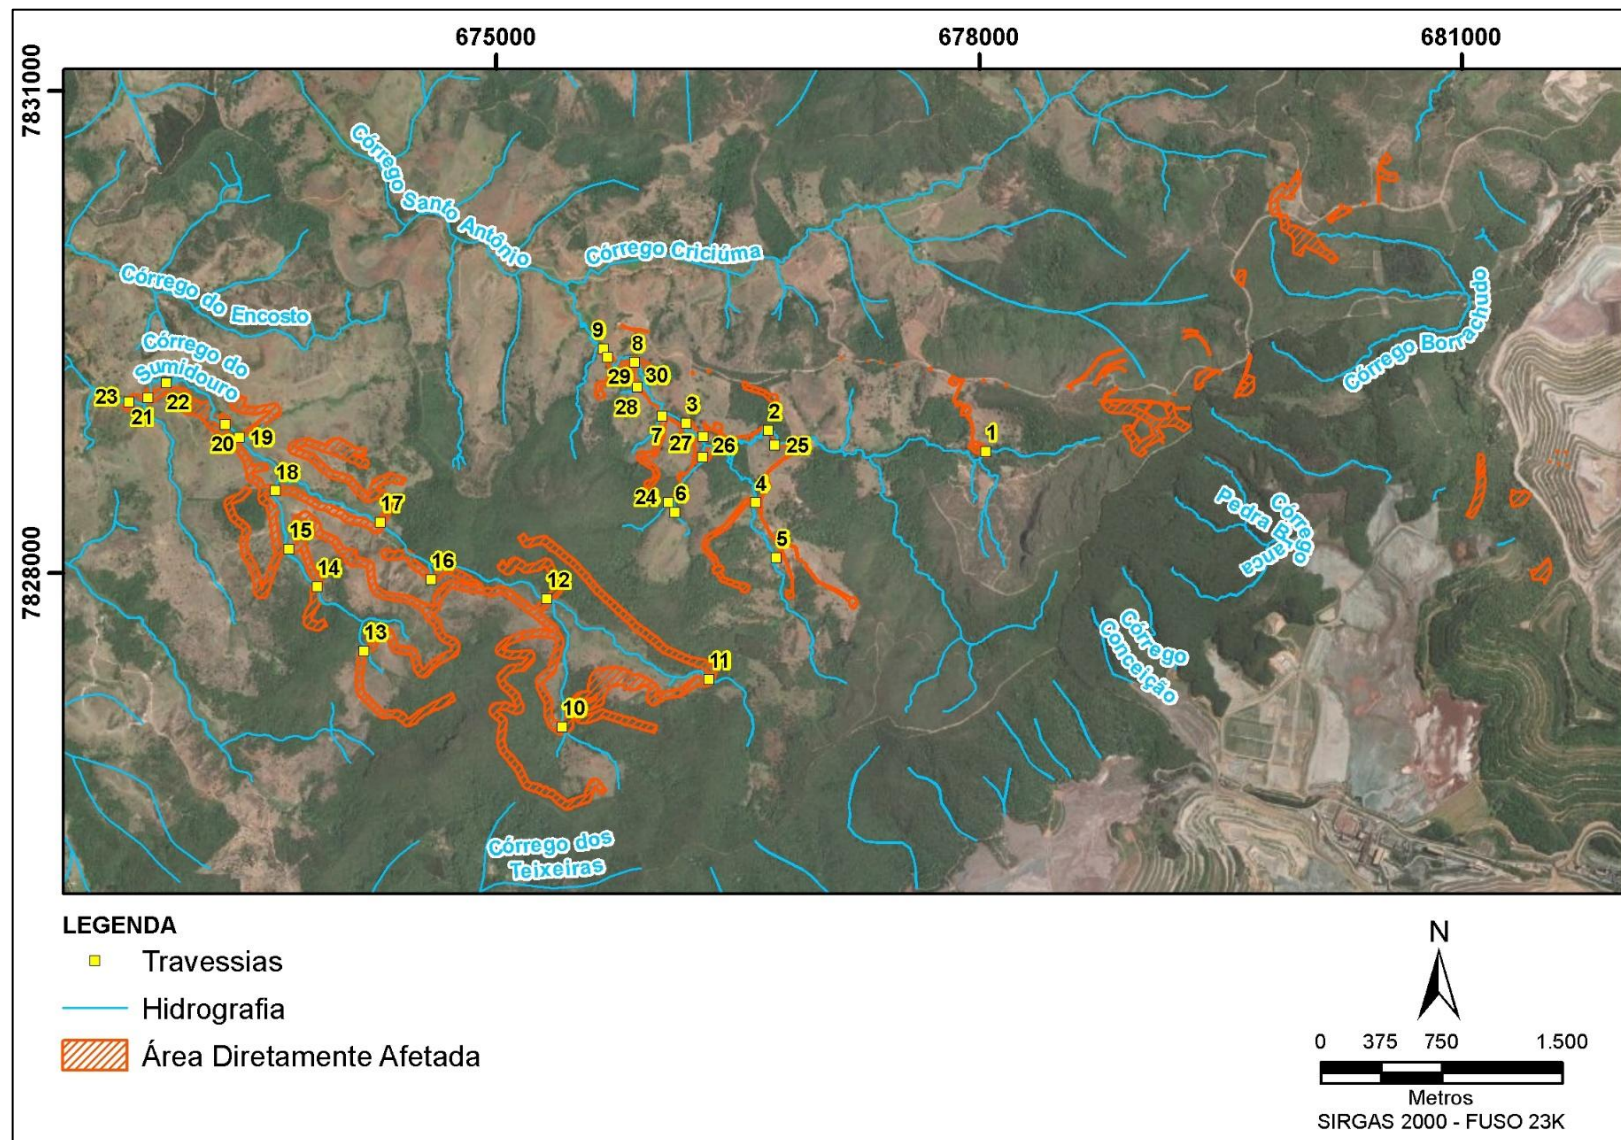 675000
678000
681000
7831000
7828000
Córrego Santo Antônio
Córrego Criciúma
Córrego do Encosto
Córrego do
Sumidouro
Córrego Borrachudo
Córrego
Pedra Branca
Córrego
Conceição
Córrego dos
Teixeiras
9
8
29
30
28
3
2
7
27
26
25
1
23
21
22
20
19
18
17
24
6
4
5
15
14
16
12
13
11
10
LEGENDA
Travessias
Hidrografia
Área Diretamente Afetada
N
0 375 750 1.500
Metros
SIRGAS 2000 - FUSO 23K